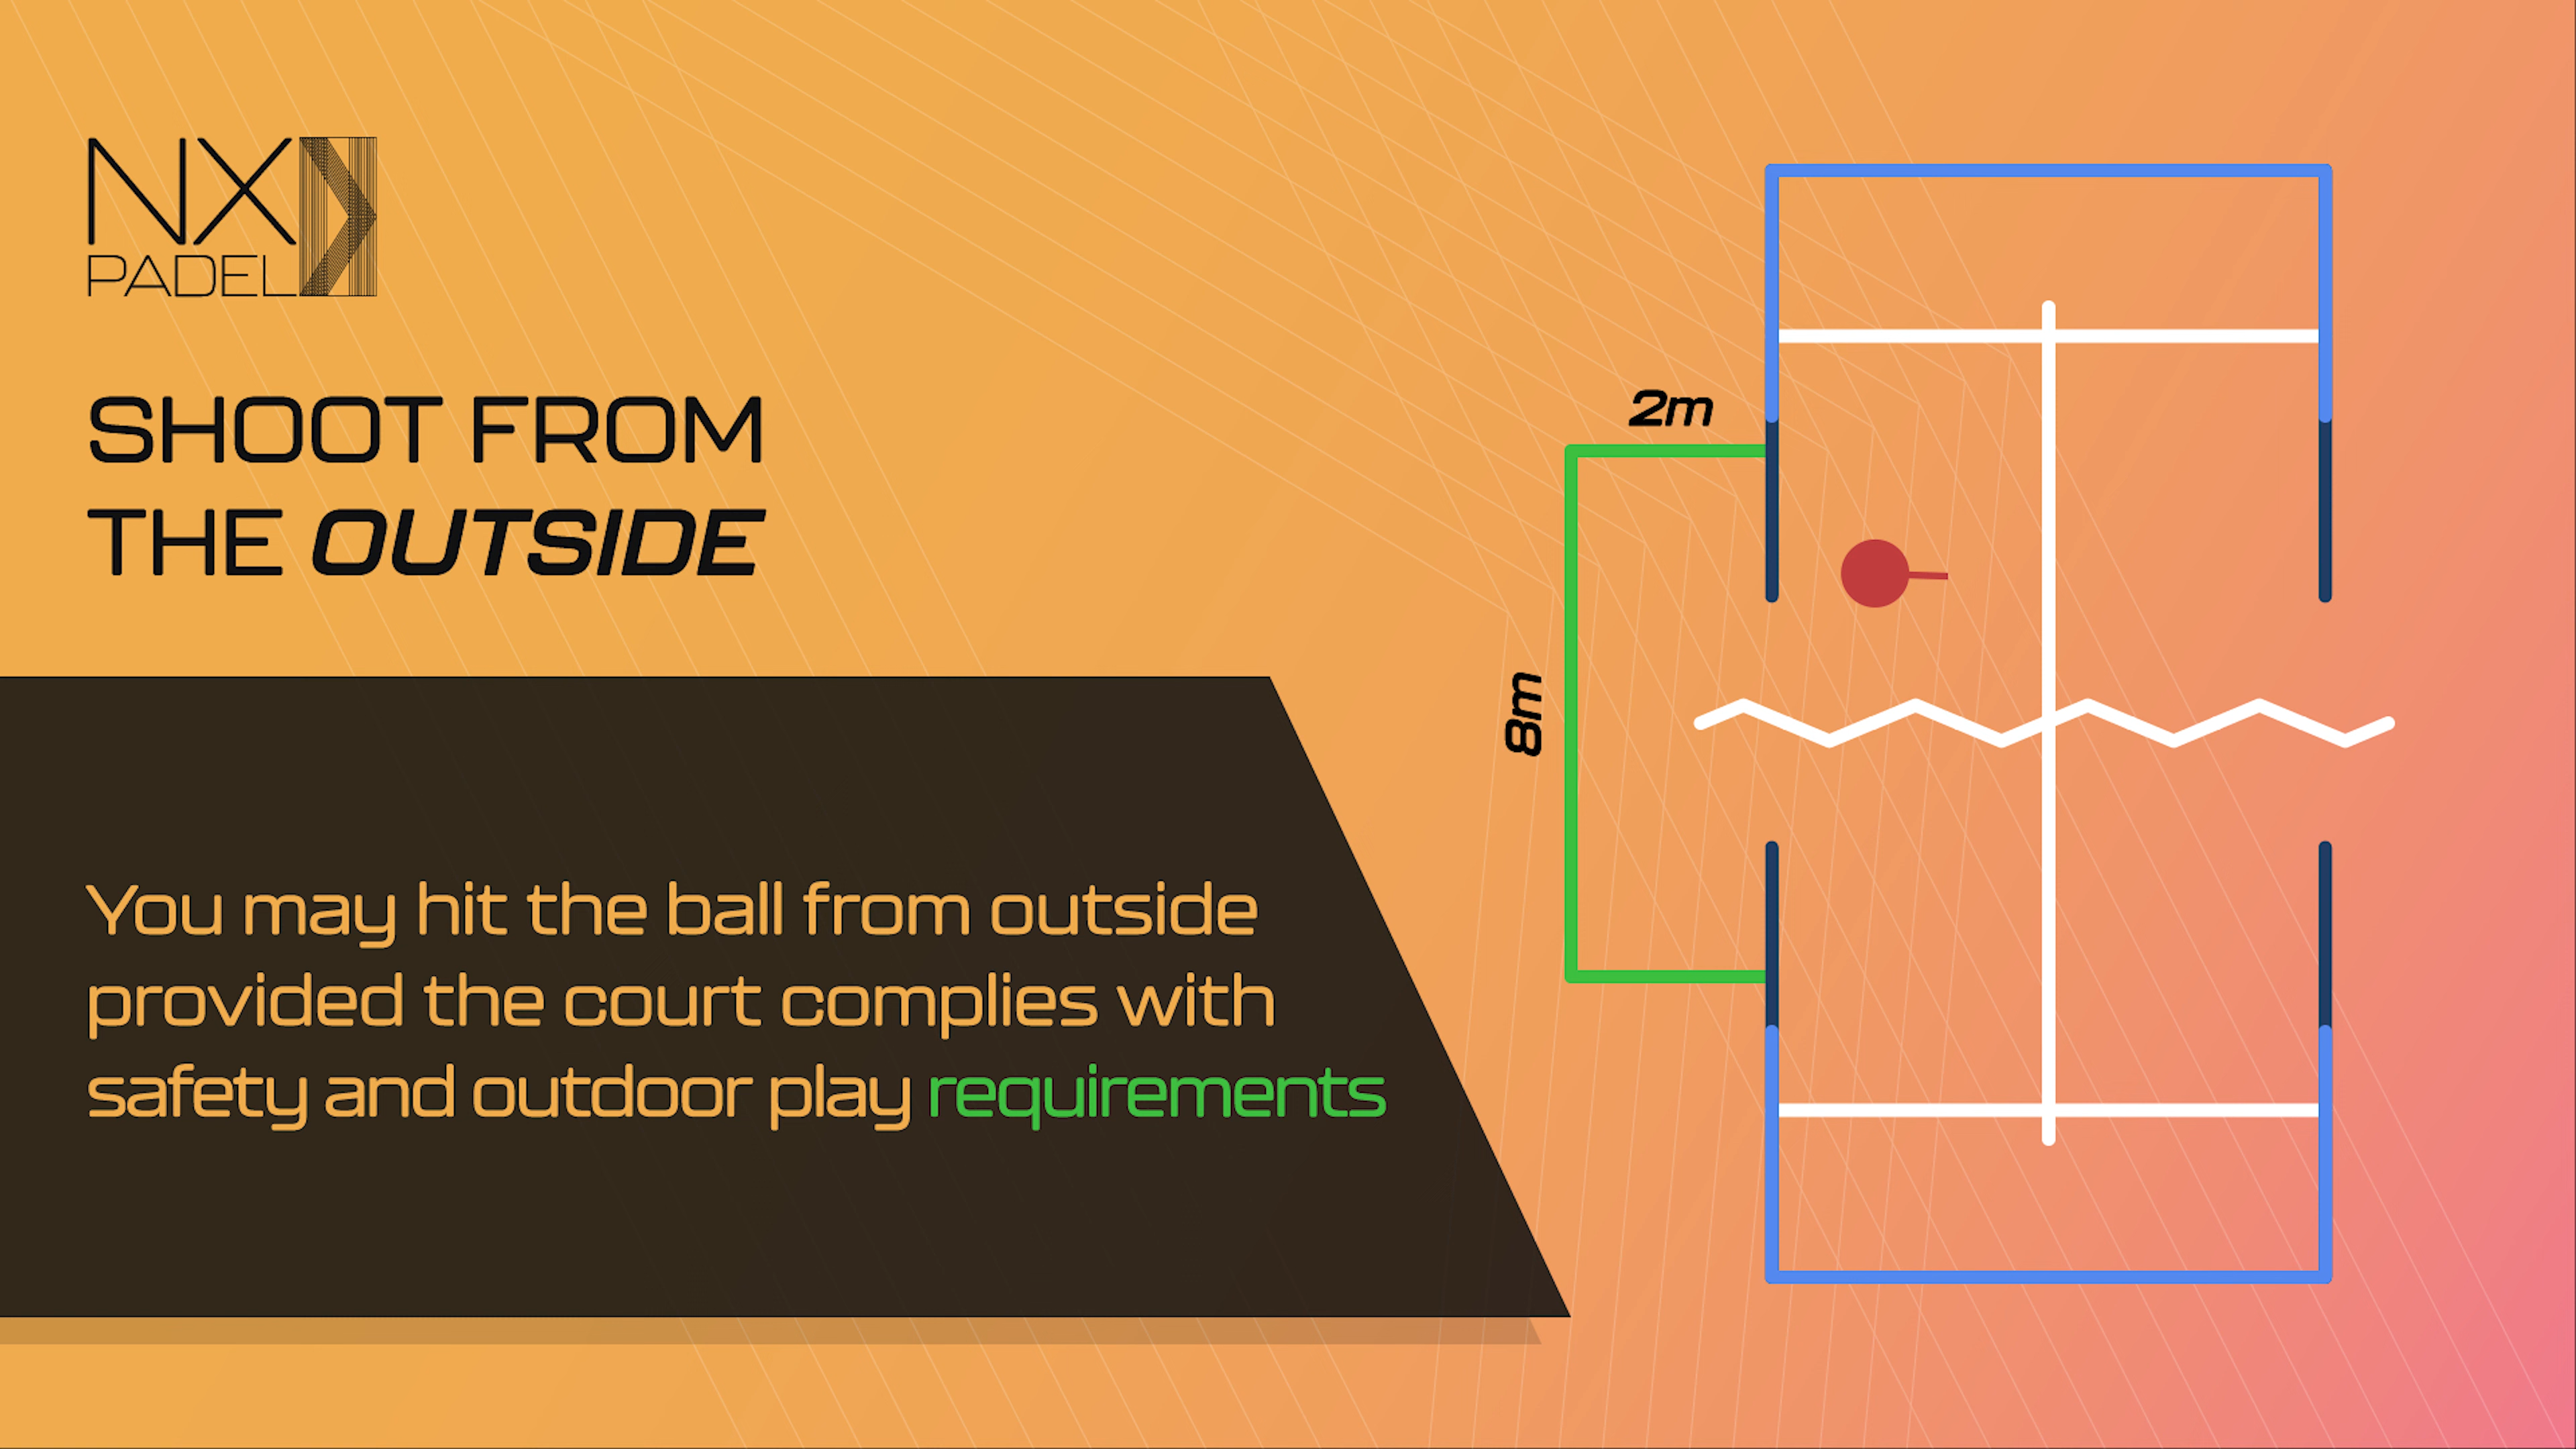 NX
PADEL
SHOOT FROM
THE OUTSIDE
You may hit the ball from outside
provided the court complies with
safety and outdoor play requirements
2m
8m